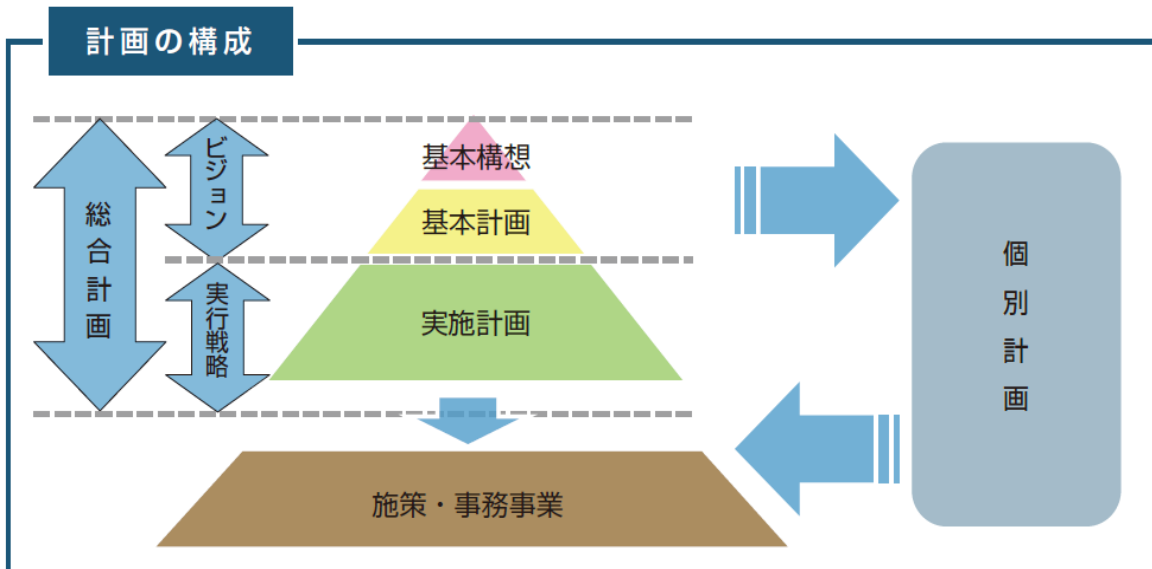 計画の構成
総合計画
ビジョン
実行戦略
基本構想
基本計画
実施計画
施策・事務事業
個別計画